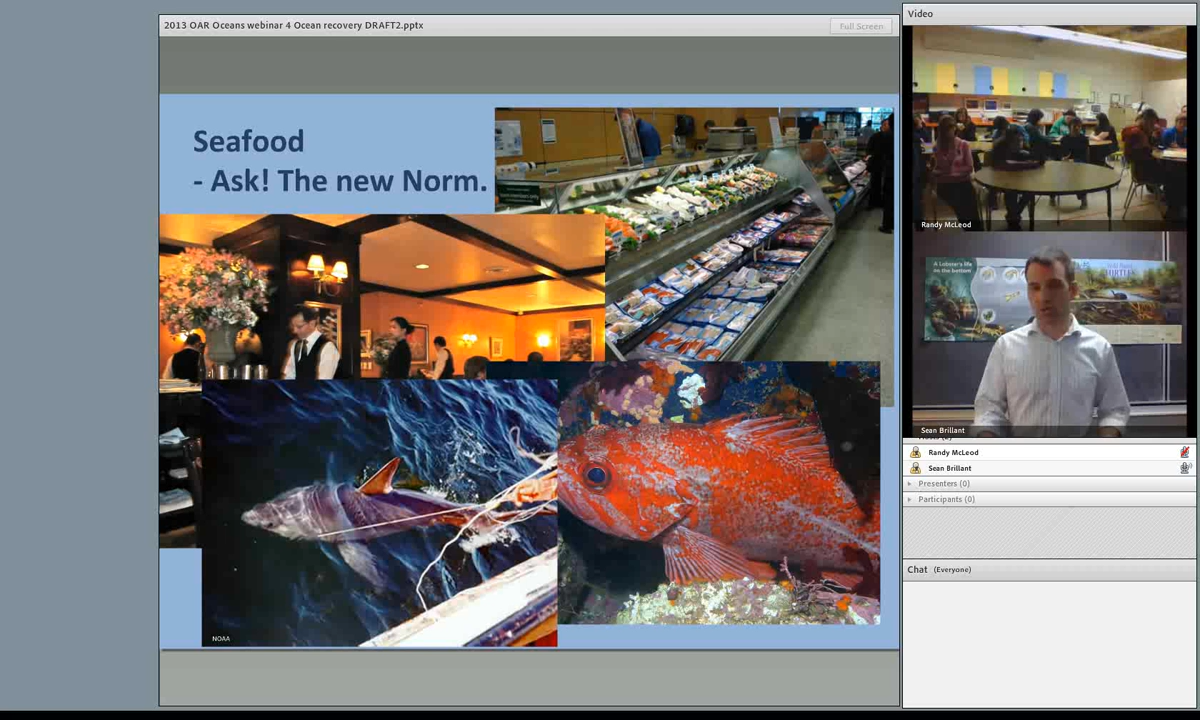 2013 OAR Oceans webinar 4 Ocean recovery DRAFT2.pptx
Full Screen
Seafood
- Ask! The new Norm.
NOAA
Video
Randy McLeod
A Lobster's life
on the bottom
TURTLES
Sean Brillant
Randy McLeod
Sean Brillant
Presenters (0)
Participants (0)
Chat (Everyone)